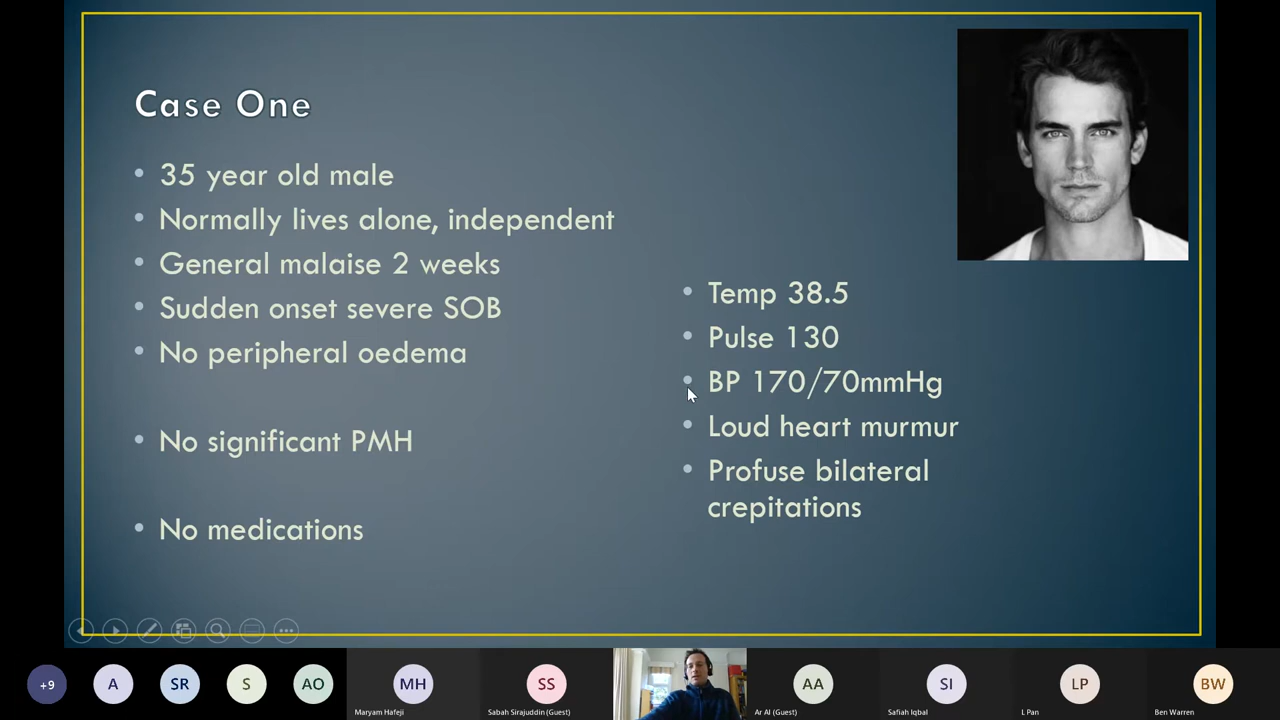 Case One
• 35 year old male
• Normally lives alone, independent
• General malaise 2 weeks
• Sudden onset severe SOB
• No peripheral oedema
• No significant PMH
• No medications
• Temp 38.5
• Pulse 130
• BP 170/70mmHg
• Loud heart murmur
• Profuse bilateral
crepitations
+9
A
SR
S
AO
MH
Maryam Hafeji
SS
Sabah Sirajuddin (Guest)
AA
Ar Al (Guest)
SI
Safiah Iqbal
LP
L Pan
BW
Ben Warren